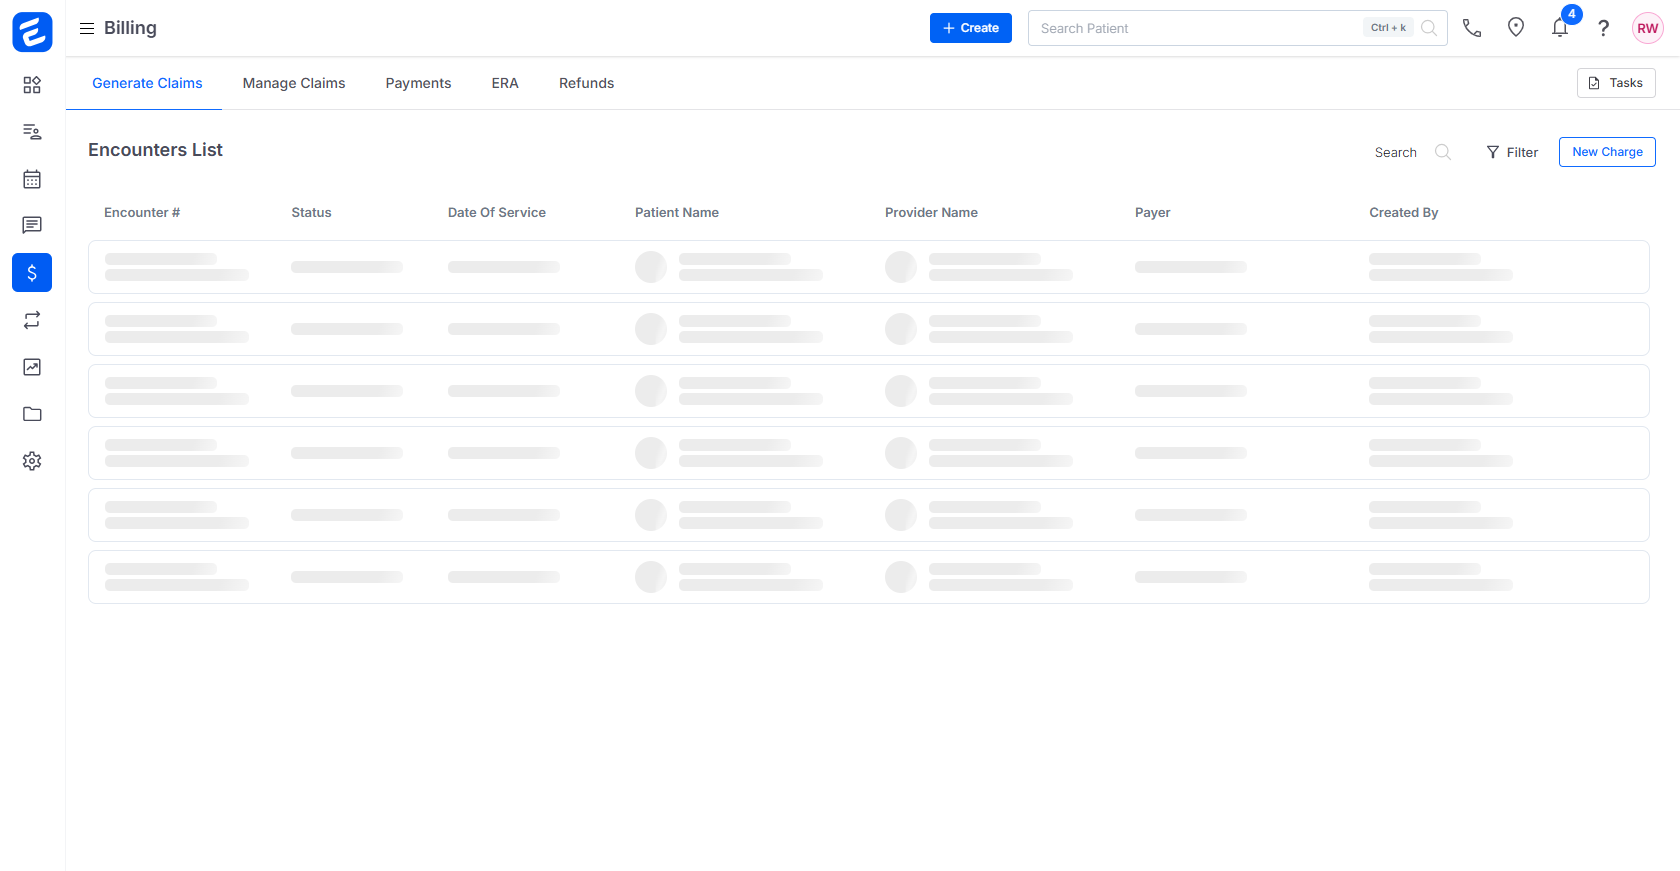 Billing
Create
Search Patient
Ctrl + k
4
?
RW
Generate Claims
Manage Claims
Payments
ERA
Refunds
Tasks
Encounters List
Search
Filter
New Charge
Encounter #
Status
Date Of Service
Patient Name
Provider Name
Payer
Created By
$